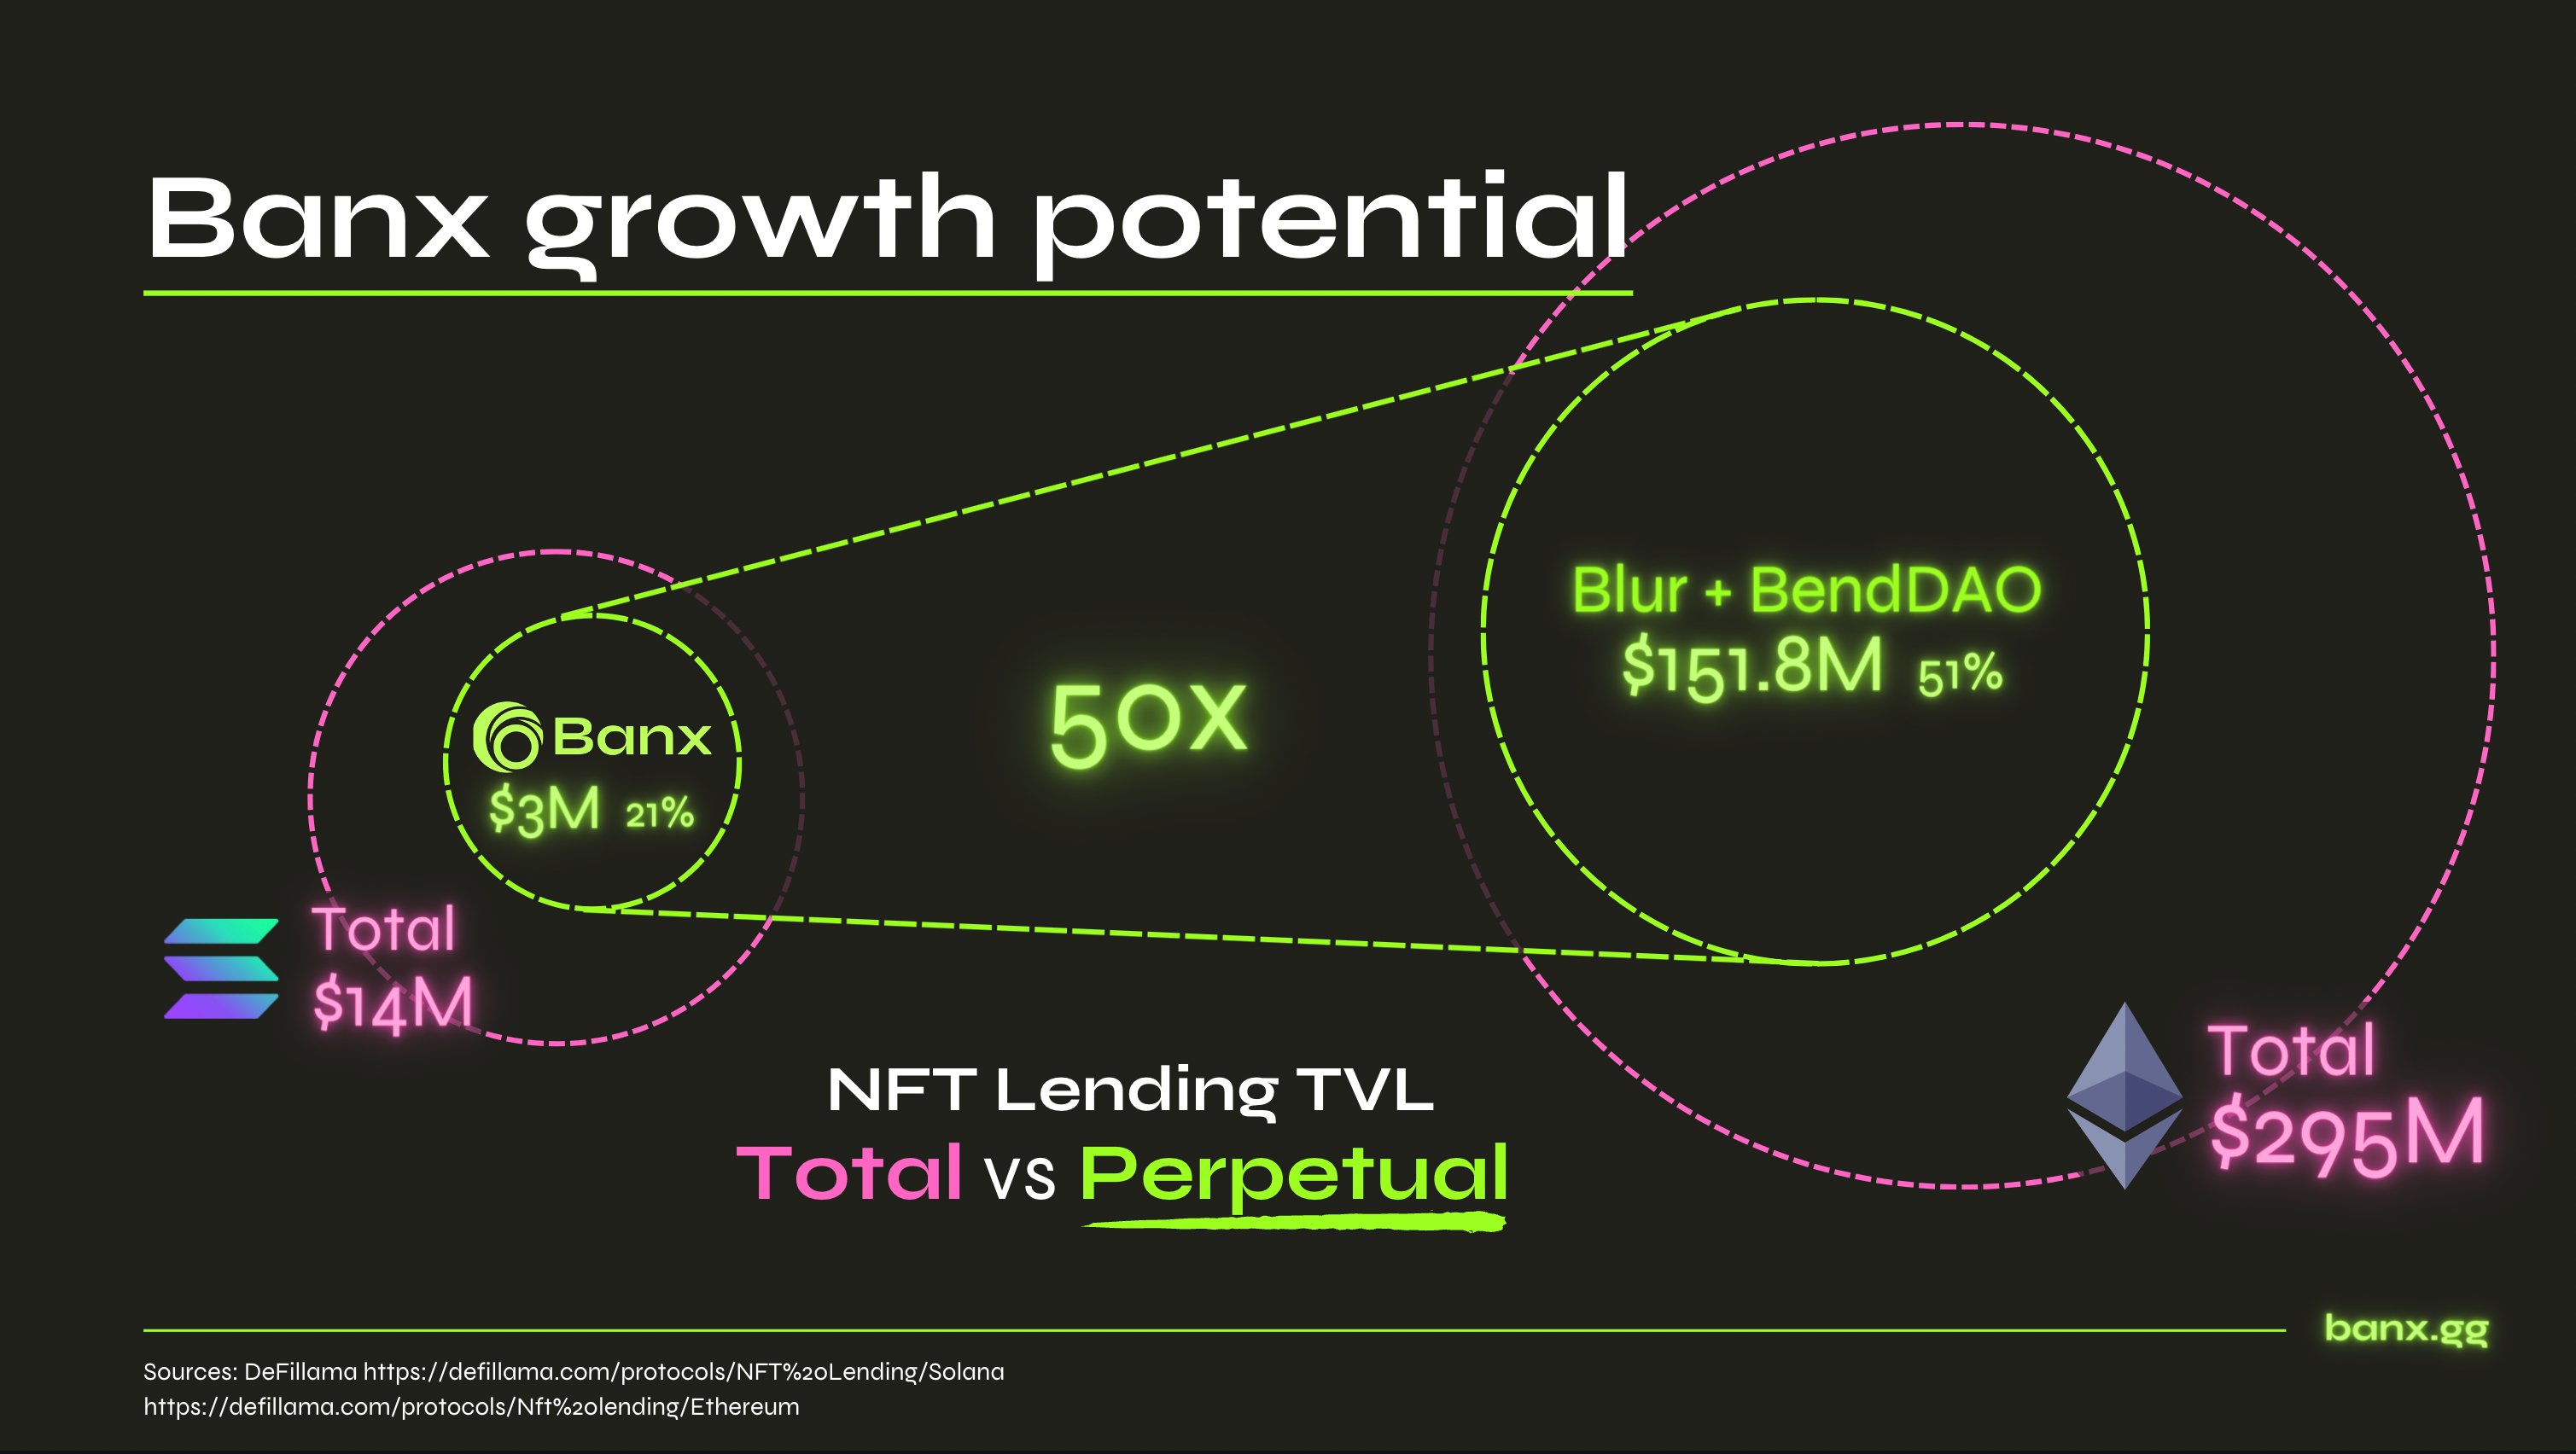 Banx growth potential
Banx
$3M 21%
Total
$14M
50x
Blur + BendDAO
$151.8M 51%
Total
$295M
NFT Lending TVL
Total vs Perpetual
banx.gg
Sources: DeFillama https://defillama.com/protocols/NFT%20Lending/Solana
https://defillama.com/protocols/Nft%20lending/Ethereum